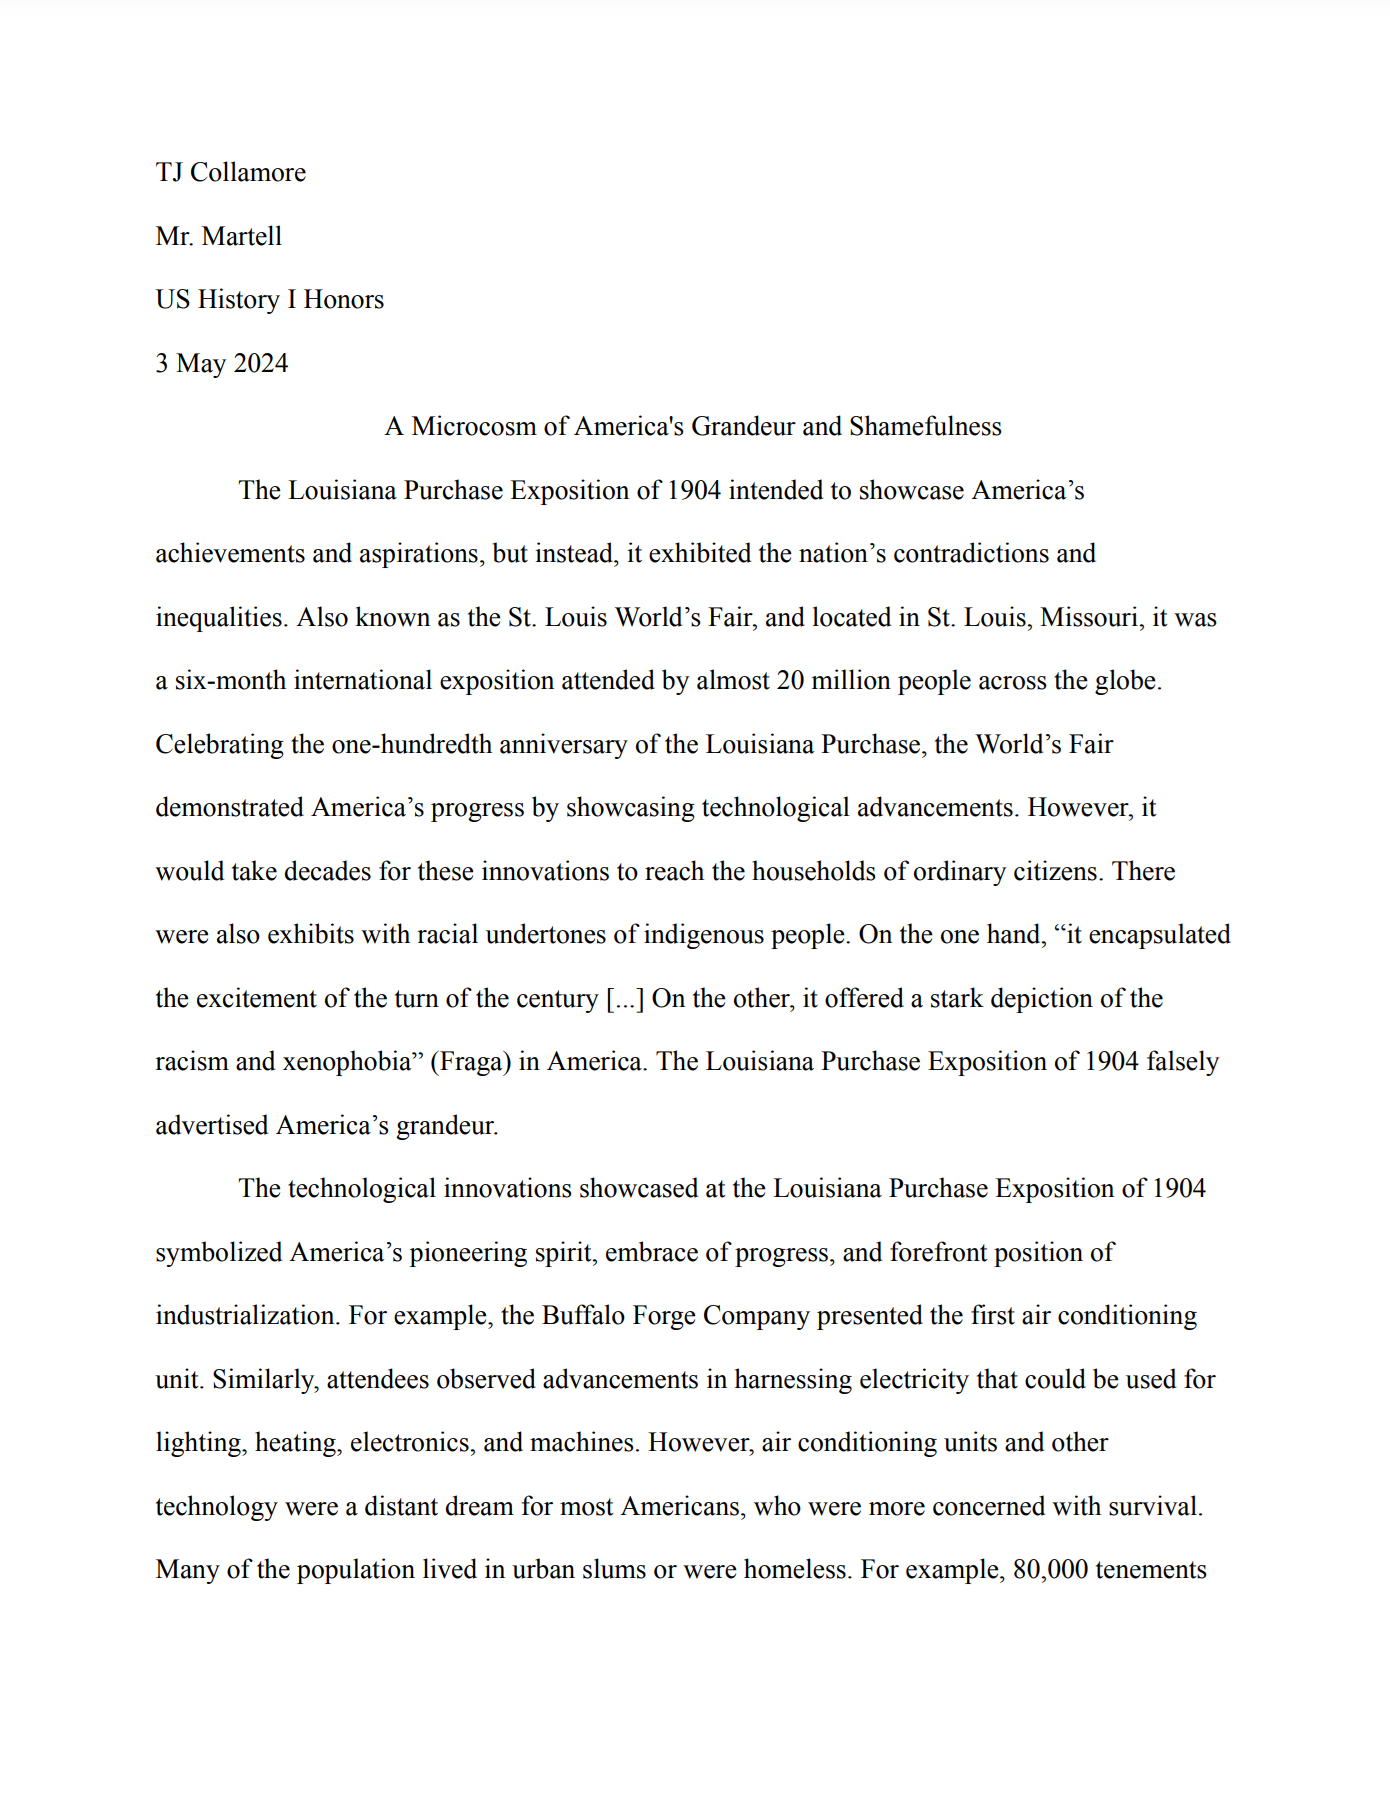 TJ Collamore
Mr. Martell
US History I Honors
3 May 2024
A Microcosm of America's Grandeur and Shamefulness
The Louisiana Purchase Exposition of 1904 intended to showcase America’s
achievements and aspirations, but instead, it exhibited the nation’s contradictions and
inequalities. Also known as the St. Louis World’s Fair, and located in St. Louis, Missouri, it was
a six-month international exposition attended by almost 20 million people across the globe.
Celebrating the one-hundredth anniversary of the Louisiana Purchase, the World’s Fair
demonstrated America’s progress by showcasing technological advancements. However, it
would take decades for these innovations to reach the households of ordinary citizens. There
were also exhibits with racial undertones of indigenous people. On the one hand, “it encapsulated
the excitement of the turn of the century [...] On the other, it offered a stark depiction of the
racism and xenophobia” (Fraga) in America. The Louisiana Purchase Exposition of 1904 falsely
advertised America’s grandeur.
The technological innovations showcased at the Louisiana Purchase Exposition of 1904
symbolized America’s pioneering spirit, embrace of progress, and forefront position of
industrialization. For example, the Buffalo Forge Company presented the first air conditioning
unit. Similarly, attendees observed advancements in harnessing electricity that could be used for
lighting, heating, electronics, and machines. However, air conditioning units and other
technology were a distant dream for most Americans, who were more concerned with survival.
Many of the population lived in urban slums or were homeless. For example, 80,000 tenements